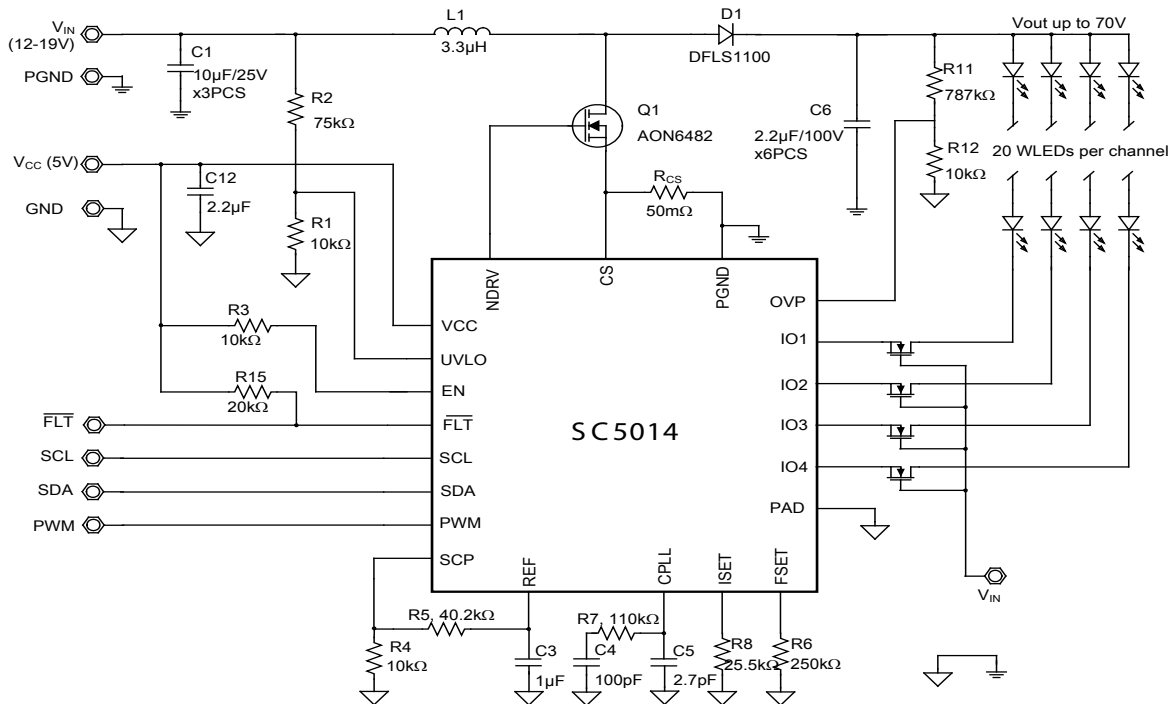 VIN
(12-19V)
PGND
C1
10µF/25V
x3PCS
L1
3.3µH
D1
DFLS1100
Vout up to 70V
R2
75kΩ
Q1
AON6482
C6
2.2µF/100V
x6PCS
R11
787kΩ
R12
10kΩ
20 WLEDs per channel
VCC (5V)
C12
2.2µF
GND
R1
10kΩ
RCS
50mΩ
NDRV
CS
PGND
R3
10kΩ
R15
20kΩ
VCC
UVLO
EN
FLT
FLT
SCL
SCL
SDA
SDA
PWM
PWM
SCP
SC5014
OVP
IO1
IO2
IO3
IO4
PAD
REF
CPLL
ISET
FSET
VIN
R5, 40.2kΩ
R4
10kΩ
C3
1µF
R7, 110kΩ
C4
100pF
C5
2.7pF
R8
25.5kΩ
R6
250kΩ